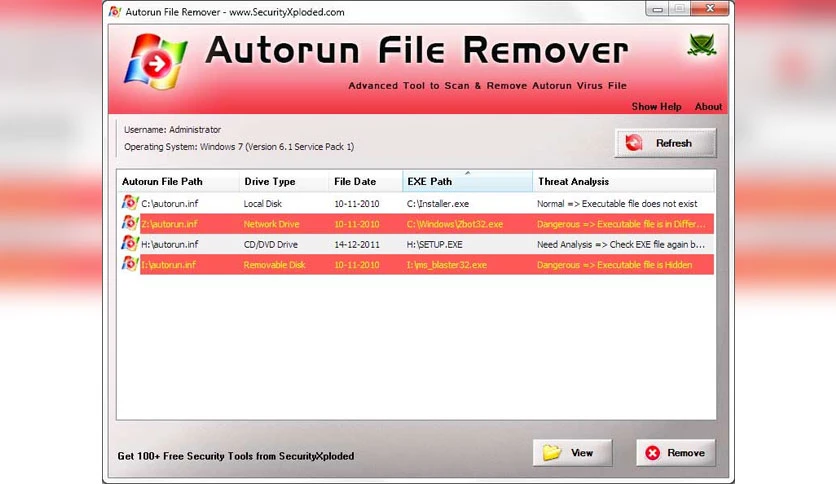 Autorun File Remover - www.SecurityXploded.com
Autorun File Remover
Advanced Tool to Scan & Remove Autorun Virus File
Show Help About
Username: Administrator
Operating System: Windows 7 (Version 6.1 Service Pack 1)
Refresh
Autorun File Path Drive Type File Date EXE Path Threat Analysis
C:\autorun.inf Local Disk 10-11-2010 C:\Installer.exe Normal => Executable file does not exist
Z:\autorun.inf Network Drive 10-11-2010 C:\Windows\Zbot32.exe Dangerous => Executable file is in Differ...
H:\autorun.inf CD/DVD Drive 14-12-2011 H:\SETUP.EXE Need Analysis => Check EXE file again b...
I:\autorun.inf Removable Disk 10-11-2010 I:\ms_blaster32.exe Dangerous => Executable file is Hidden
Get 100+ Free Security Tools from SecurityXploded
View
Remove